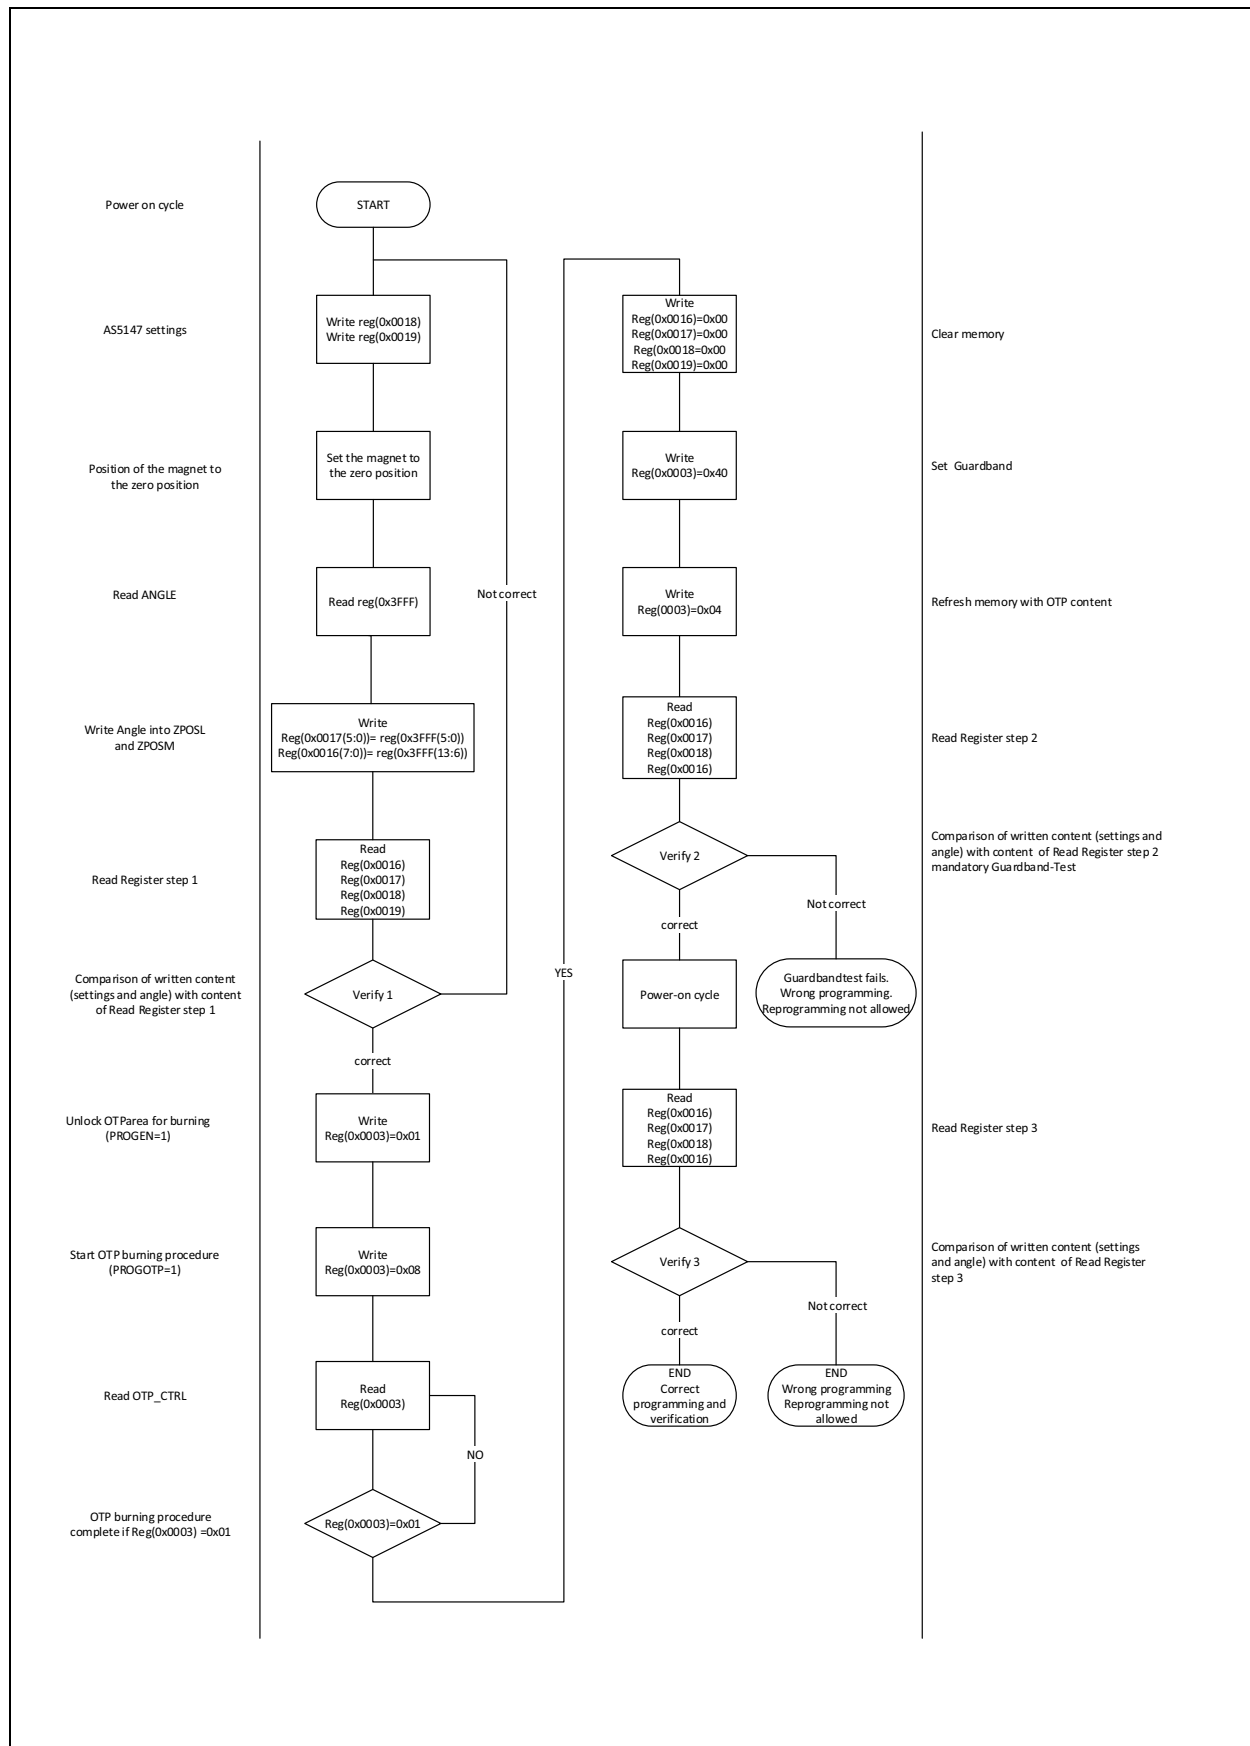 Power on cycle
START
AS5147 settings
Write reg(0x0018)
Write reg(0x0019)
Position of the magnet to
the zero position
Set the magnet to
the zero position
Read ANGLE
Read reg(0x3FFF)
Not correct
Write Angle into ZPOSL
and ZPOSM
Write
Reg(0x0017(5:0))= reg(0x3FFF(5:0))
Reg(0x0016(7:0))= reg(0x3FFF(13:6))
Read Register step 1
Read
Reg(0x0016)
Reg(0x0017)
Reg(0x0018)
Reg(0x0019)
Comparison of written content
(settings and angle) with content
of Read Register step 1
Verify 1
correct
Unlock OTParea for burning
(PROGEN=1)
Write
Reg(0x0003)=0x01
Start OTP burning procedure
(PROGOTP=1)
Write
Reg(0x0003)=0x08
Read OTP_CTRL
Read
Reg(0x0003)
NO
OTP burning procedure
complete if Reg(0x0003) =0x01
Reg(0x0003)=0x01
YES
Write
Reg(0x0016)=0x00
Reg(0x0017)=0x00
Reg(0x0018=0x00
Reg(0x0019)=0x00
Clear memory
Write
Reg(0x0003)=0x40
Set Guardband
Write
Reg(0003)=0x04
Refresh memory with OTP content
Read
Reg(0x0016)
Reg(0x0017)
Reg(0x0018)
Reg(0x0016)
Read Register step 2
Verify 2
Comparison of written content (settings and
angle) with content of Read Register step 2
mandatory Guardband-Test
Not correct
correct
Guardbandtest fails.
Wrong programming.
Reprogramming not allowed
Power-on cycle
Read
Reg(0x0016)
Reg(0x0017)
Reg(0x0018)
Reg(0x0016)
Read Register step 3
Verify 3
Comparison of written content (settings
and angle) with content of Read Register
step 3
Not correct
correct
END
Correct
programming and
verification
END
Wrong programming
Reprogramming not
allowed